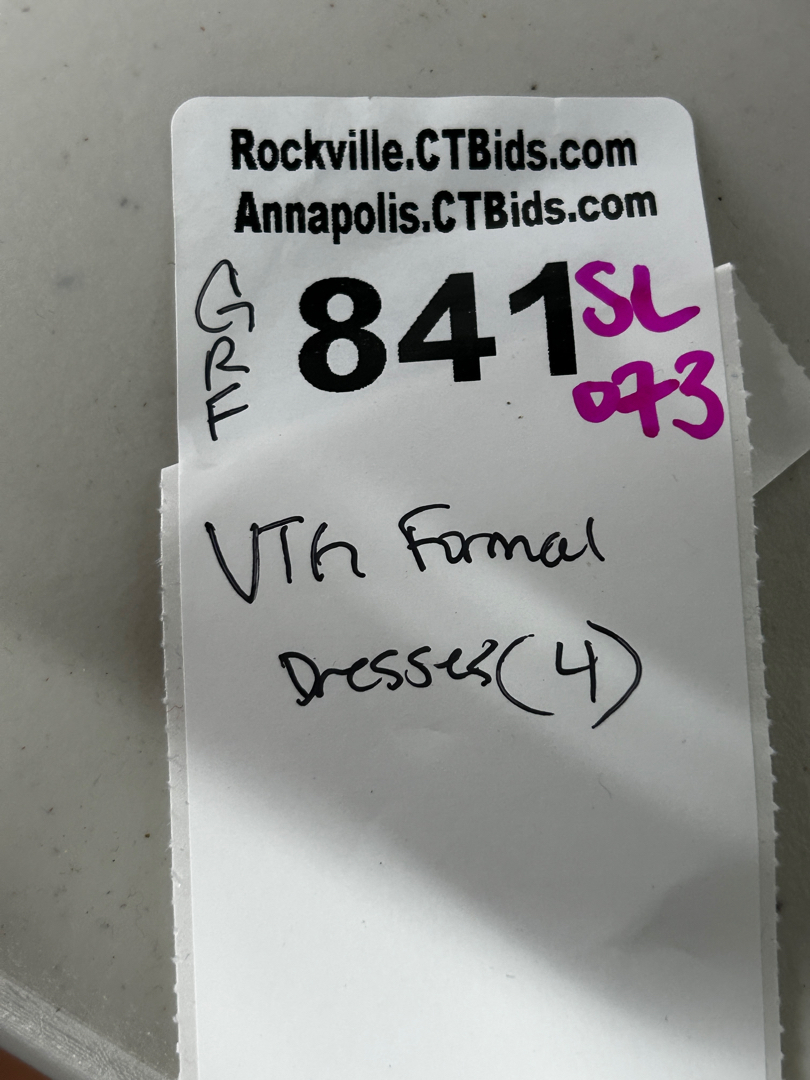 Rockville.CTBids.com
Annapolis.CTBids.com
GRF
841
SL
073
VTG Formal
Dresses (4)